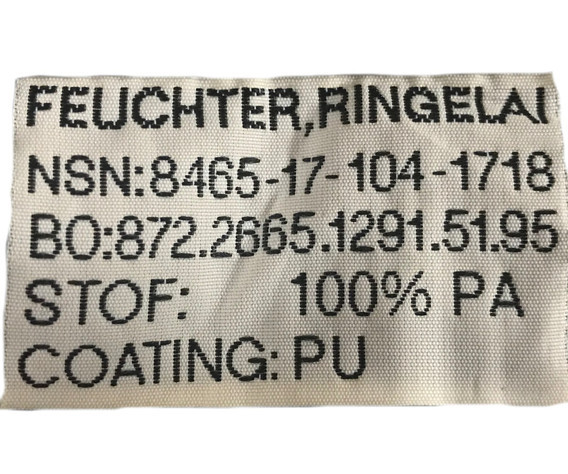 FEUCHTER,RINGELAI
NSN:8465-17-104-1718
BO:872.2665.1291.51.95
STOF: 100% PA
COATING: PU